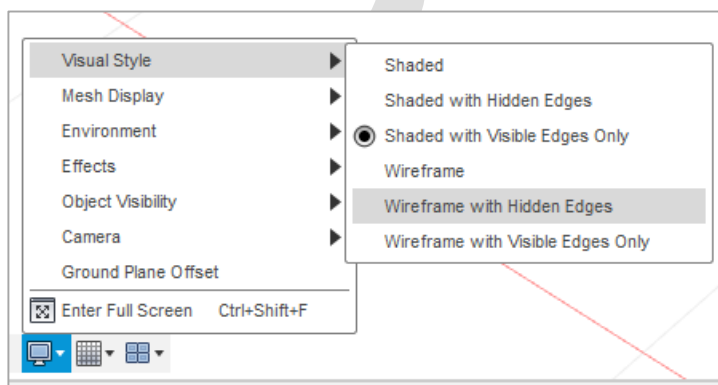 Visual Style
Mesh Display
Environment
Effects
Object Visibility
Camera
Ground Plane Offset
Enter Full Screen Ctrl+Shift+F
Shaded
Shaded with Hidden Edges
Shaded with Visible Edges Only
Wireframe
Wireframe with Hidden Edges
Wireframe with Visible Edges Only